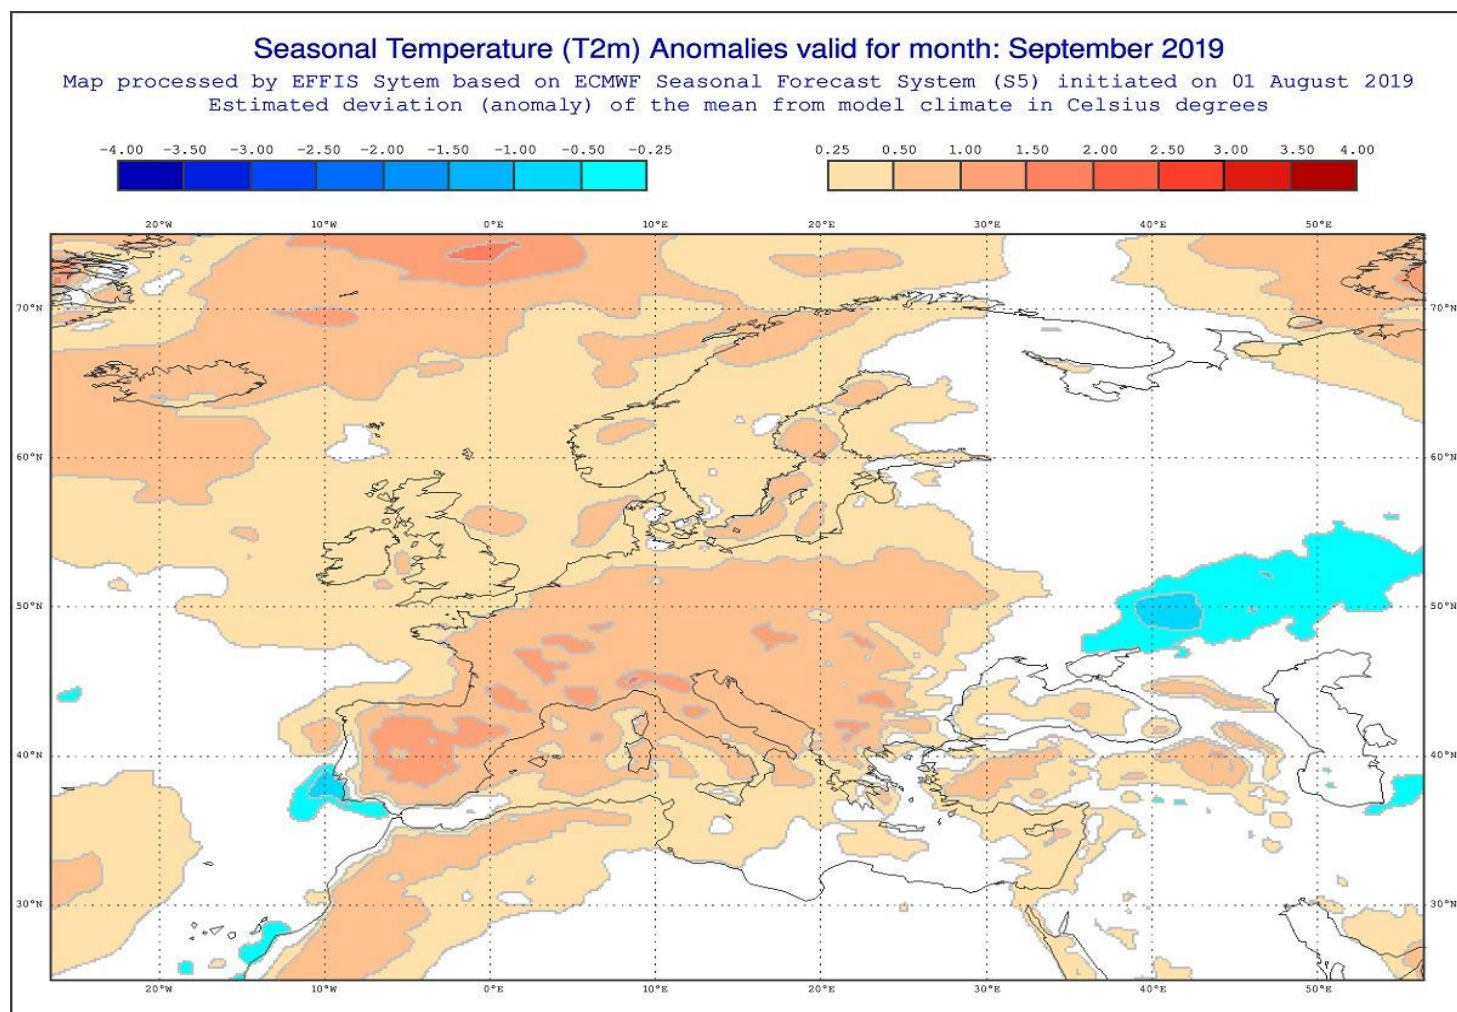 Seasonal Temperature (T2m) Anomalies valid for month: September 2019
Map processed by EFFIS Sytem based on ECMWF Seasonal Forecast System (S5) initiated on 01 August 2019
Estimated deviation (anomaly) of the mean from model climate in Celsius degrees
-4.00 -3.50 -3.00 -2.50 -2.00 -1.50 -1.00 -0.50 -0.25 0.25 0.50 1.00 1.50 2.00 2.50 3.00 3.50 4.00
20°W 10°W 0°E 10°E 20°E 30°E 40°E 50°E
70°N 70°N
60°N 60°N
50°N 50°N
40°N 40°N
30°N 30°N
20°W 10°W 0°E 10°E 20°E 30°E 40°E 50°E